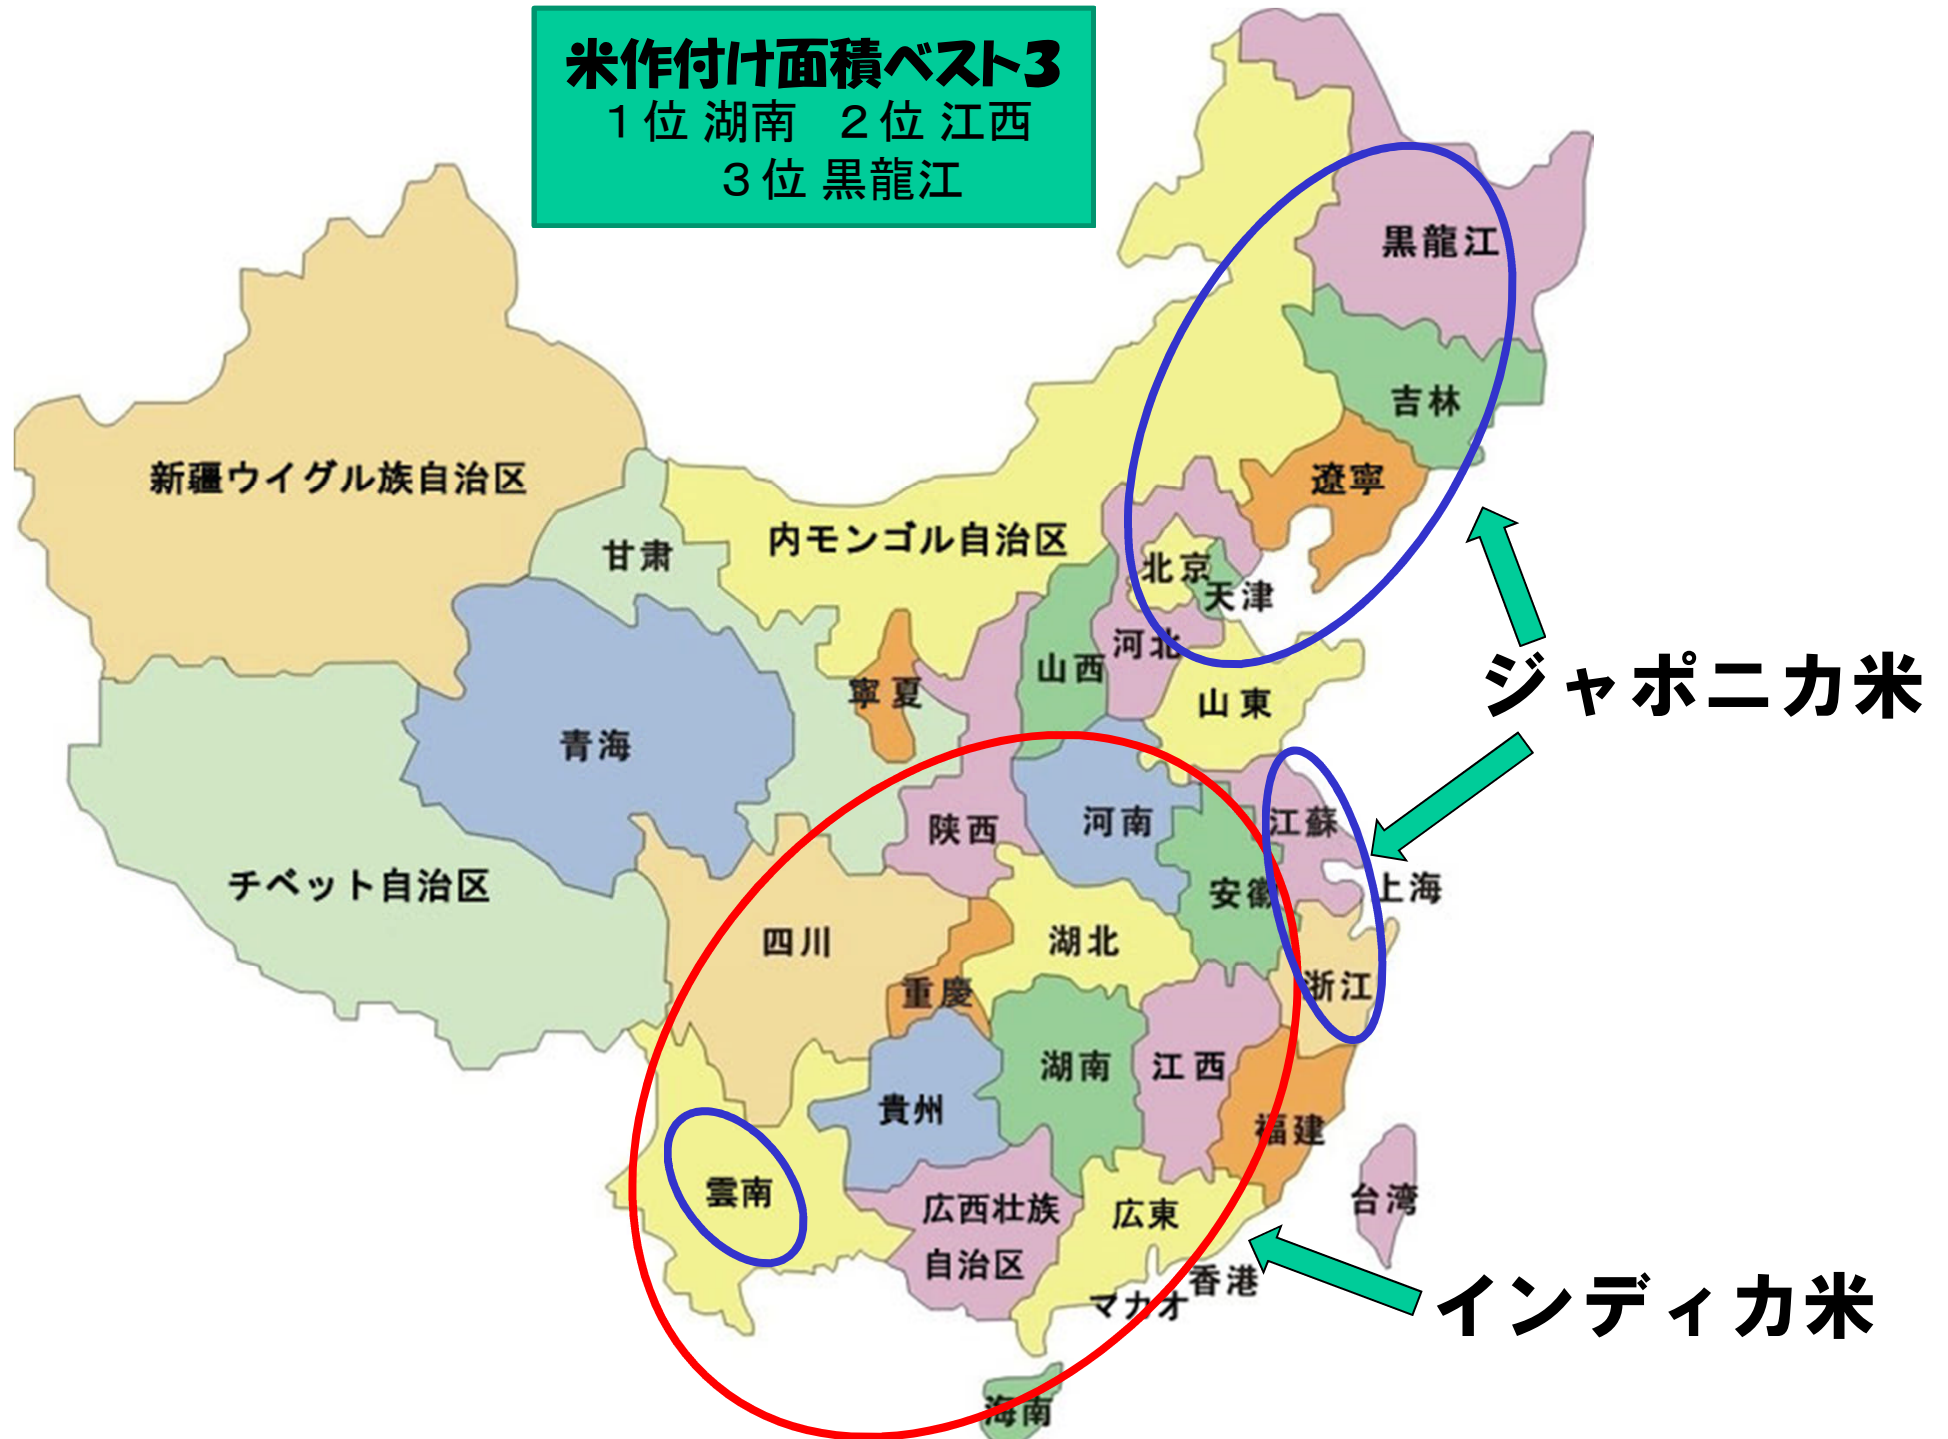 米作付け面積ベスト3
１位 湖南　２位 江西
３位 黒龍江
黒龍江
吉林
遼寧
新疆ウイグル族自治区
甘粛
内モンゴル自治区
北京
天津
河北
山西
寧夏
山東
ジャポニカ米
青海
陝西
河南
江蘇
チベット自治区
安徽
上海
四川
湖北
重慶
浙江
湖南
江西
貴州
福建
雲南
広西壮族
自治区
広東
台湾
香港
マカオ
インディカ米
海南